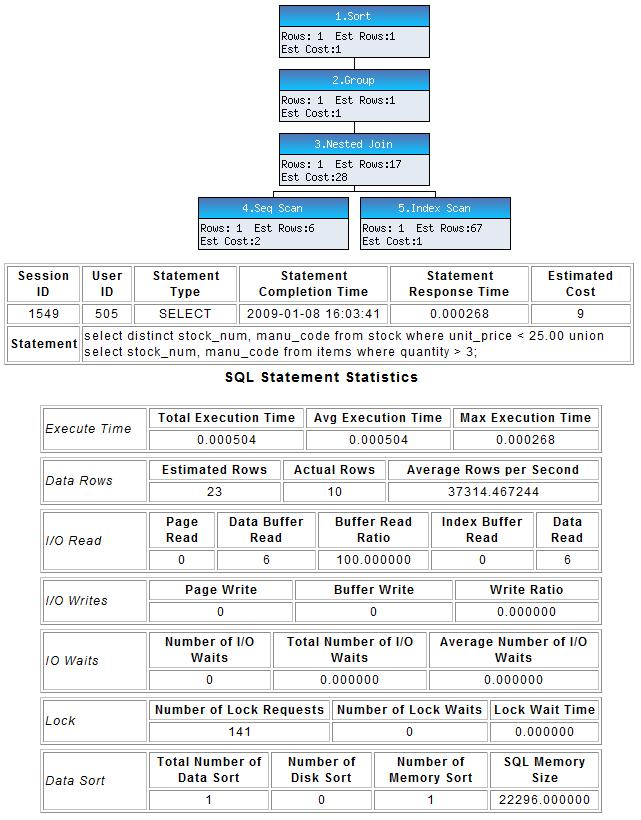 1.Sort
Rows: 1 Est Rows:1
Est Cost:1
2.Group
Rows: 1 Est Rows:1
Est Cost:1
3.Nested Join
Rows: 1 Est Rows:17
Est Cost:28
4.Seq Scan
Rows: 1 Est Rows:6
Est Cost:2
5.Index Scan
Rows: 1 Est Rows:67
Est Cost:1
Session ID User ID Statement Type Statement Completion Time Statement Response Time Estimated Cost
1549 505 SELECT 2009-01-08 16:03:41 0.000268 9
Statement select distinct stock_num, manu_code from stock where unit_price < 25.00 union
select stock_num, manu_code from items where quantity > 3;
SQL Statement Statistics
Execute Time
Total Execution Time Avg Execution Time Max Execution Time
0.000504 0.000504 0.000268
Data Rows
Estimated Rows Actual Rows Average Rows per Second
23 10 37314.467244
I/O Read
Page Read Data Buffer Read Buffer Read Ratio Index Buffer Read Data Read
0 6 100.000000 0 6
I/O Writes
Page Write Buffer Write Write Ratio
0 0 0.000000
IO Waits
Number of I/O Waits Total Number of I/O Waits Average Number of I/O Waits
0 0.000000 0.000000
Lock
Number of Lock Requests Number of Lock Waits Lock Wait Time
141 0 0.000000
Data Sort
Total Number of Data Sort Number of Disk Sort Number of Memory Sort SQL Memory Size
1 0 1 22296.000000